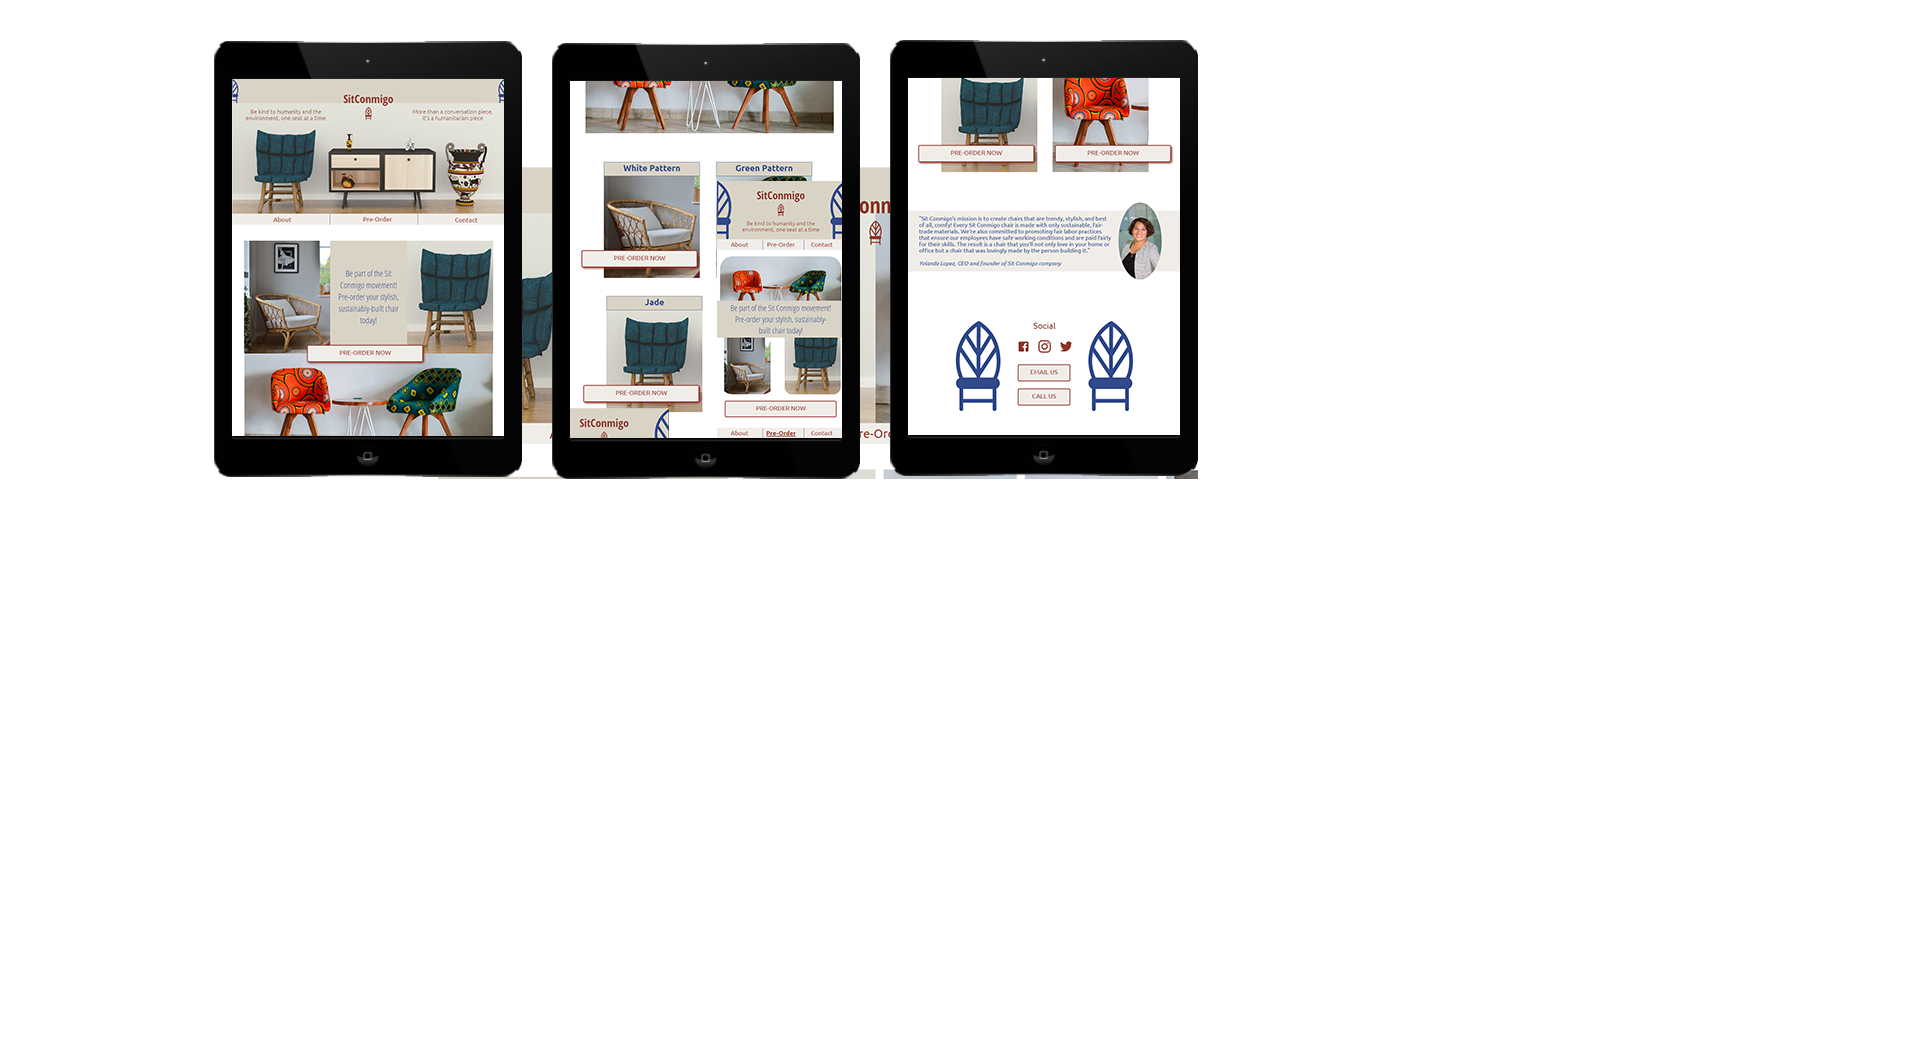 SitConmigo
Be kind to humanity and the
environment, one seat at a time
More than a conversation piece,
it's a humanitarian piece
About
Pre-Order
Contact
Be part of the Sit
Conmigo movement!
Pre-order your stylish,
sustainably-built chair
today!
PRE-ORDER NOW
White Pattern
Green Pattern
PRE-ORDER NOW
Jade
PRE-ORDER NOW
SitConmigo
SitConmigo
Be kind to humanity and the
environment, one seat at a time
About
Pre-Order
Contact
Be part of the Sit Conmigo movement!
Pre-order your stylish, sustainably-
built chair today!
PRE-ORDER NOW
About
Pre-Order
Contact
onn
re-Or
PRE-ORDER NOW
PRE-ORDER NOW
"Sit Conmigo's mission is to create chairs that are trendy, stylish, and best
of all, comfy! Every Sit Conmigo chair is made with only sustainable, fair-
trade materials. We're also committed to promoting fair labor practices
that ensure our employees have safe working conditions and are paid fairly
for their skills. The result is a chair that you'll not only love in your home or
office but a chair that was lovingly made by the person building it."
Yolanda Lopez, CEO and founder of Sit Conmigo company
Social
EMAIL US
CALL US